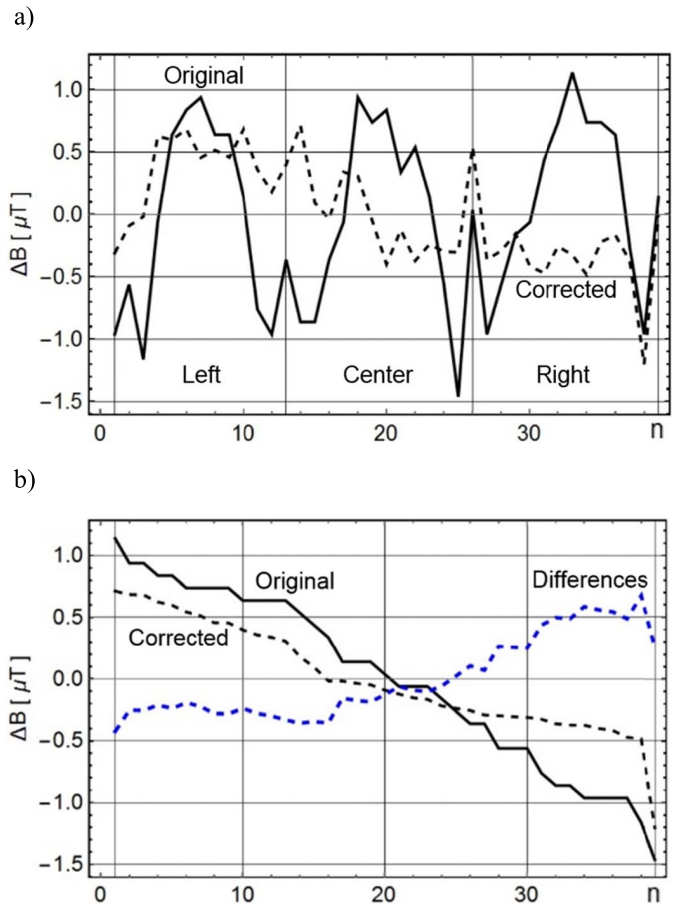 a)
Original
1.0
0.5
0.0
−0.5
−1.0
−1.5
ΔB [ μT ]
Corrected
Left Center Right
0 10 20 30 n
b)
1.0
0.5
0.0
−0.5
−1.0
−1.5
ΔB [ μT ]
Original Differences
Corrected
0 10 20 30 n